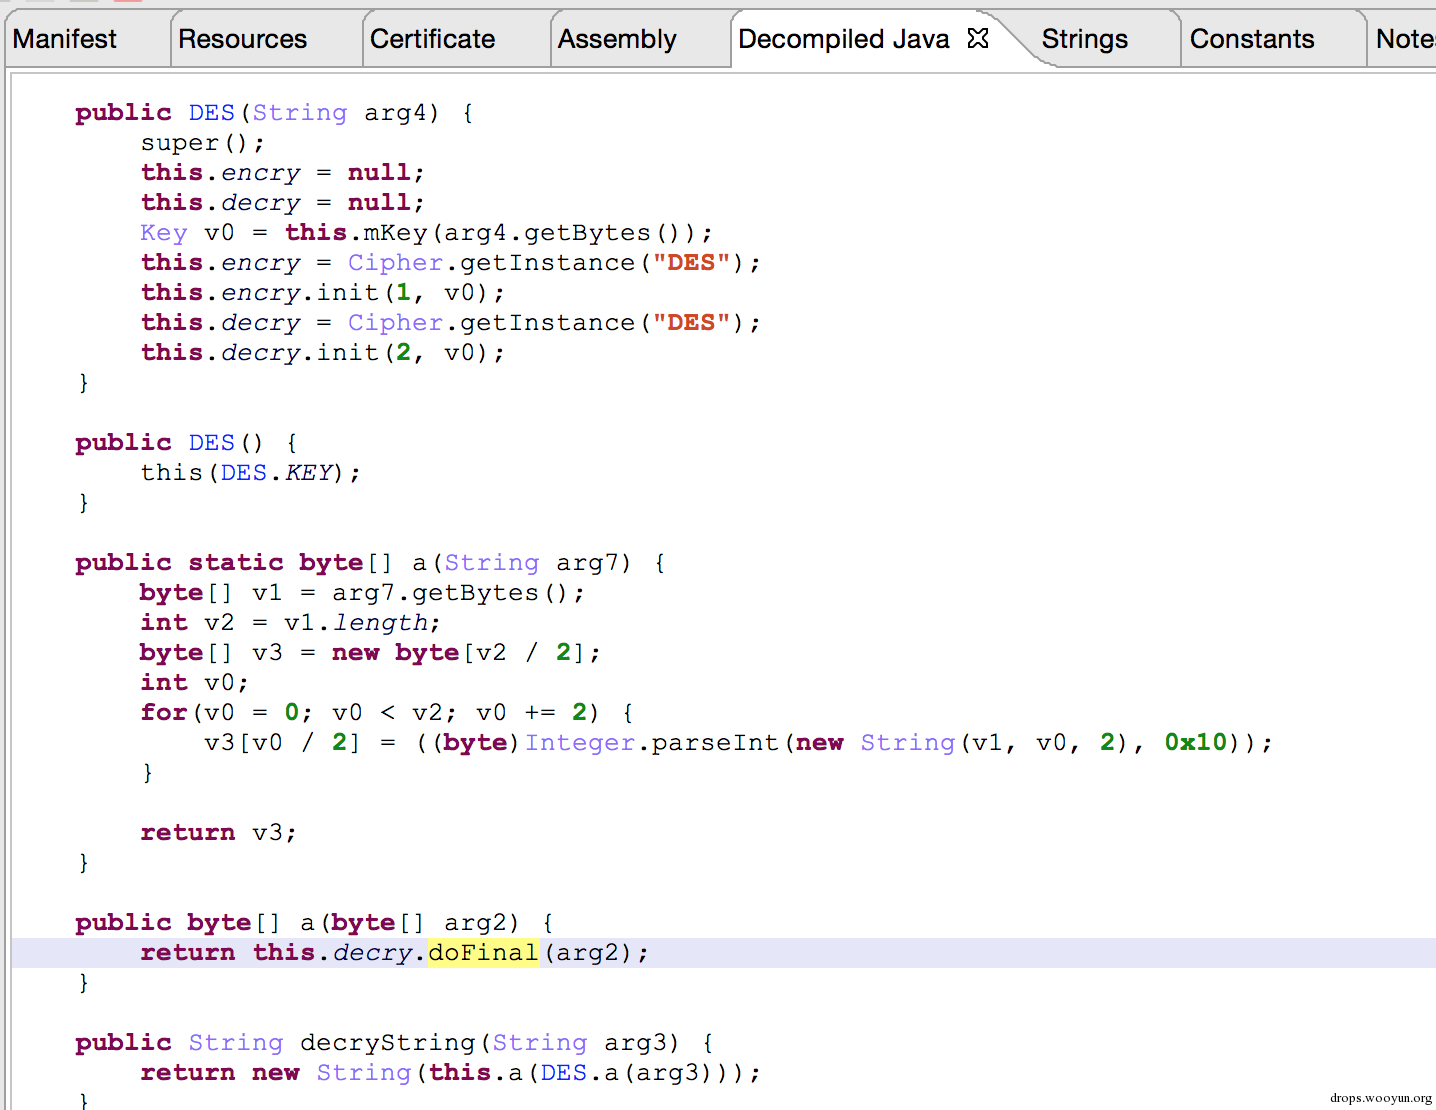 Manifest Resources Certificate Assembly Decompiled Java Strings Constants Note
public DES(String arg4) {
super();
this.encry = null;
this.decry = null;
Key v0 = this.mKey(arg4.getBytes());
this.encry = Cipher.getInstance("DES");
this.encry.init(1, v0);
this.decry = Cipher.getInstance("DES");
this.decry.init(2, v0);
}
public DES() {
this(DES.KEY);
}
public static byte[] a(String arg7) {
byte[] v1 = arg7.getBytes();
int v2 = v1.length;
byte[] v3 = new byte[v2 / 2];
int v0;
for(v0 = 0; v0 < v2; v0 += 2) {
v3[v0 / 2] = ((byte)Integer.parseInt(new String(v1, v0, 2), 0x10));
}
return v3;
}
public byte[] a(byte[] arg2) {
return this.decry.doFinal(arg2);
}
public String decryString(String arg3) {
return new String(this.a(DES.a(arg3)));
}
drops.wooyun.org